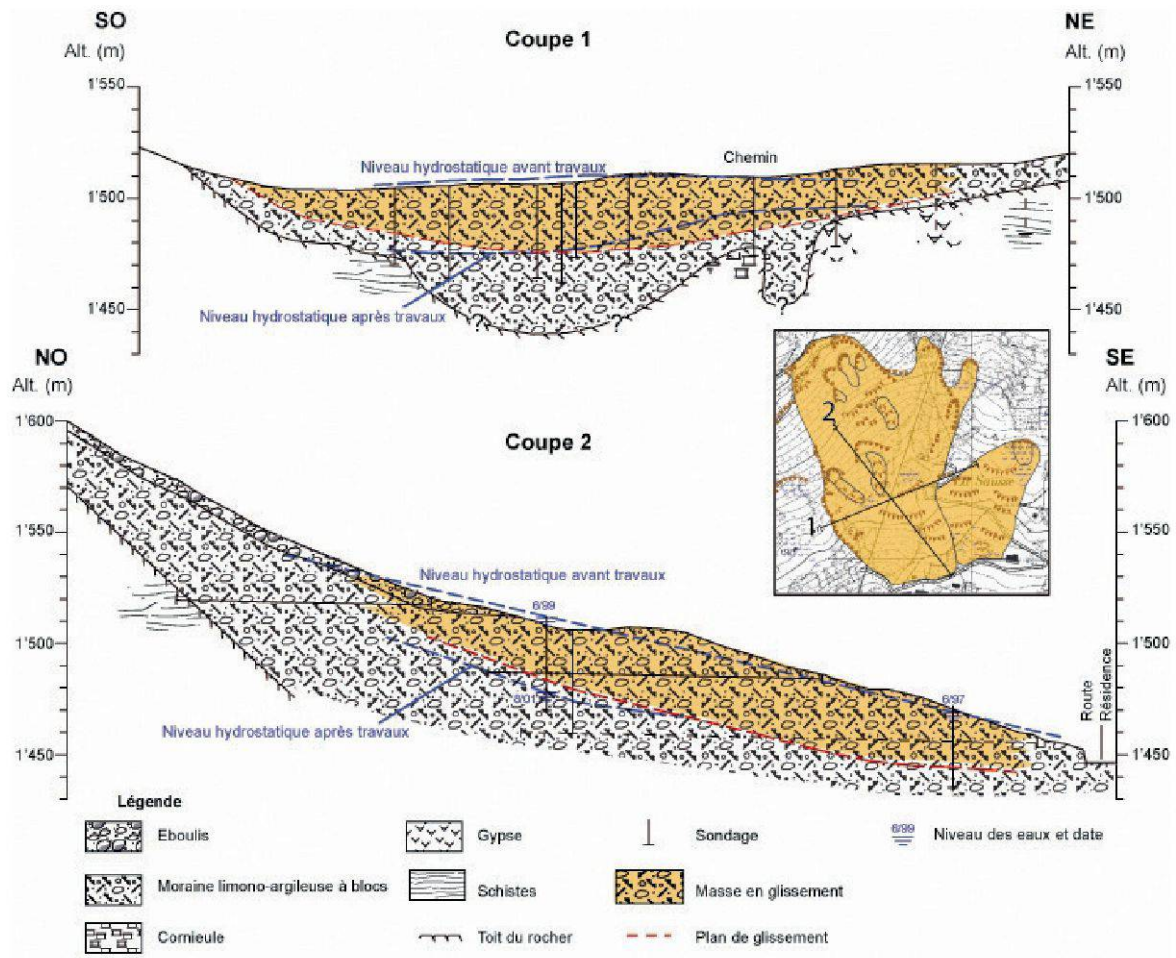 SO
NE
Alt. (m)
Coupe 1
Alt. (m)
1'550
1'550
Niveau hydrostatique avant travaux
Chemin
1'500
1'500
1'450
Niveau hydrostatique après travaux
1'450
NO
SE
Alt. (m)
Alt. (m)
1'600
Coupe 2
1'600
2
1
1'550
1'550
Niveau hydrostatique avant travaux
6/99
1'500
1'500
8/01
6/97
Niveau hydrostatique après travaux
Route
Résidence
1'450
1'450
Légende
Eboulis
Gypse
Sondage
6/99
Niveau des eaux et date
Moraine limono-argileuse à blocs
Schistes
Masse en glissement
Cornieule
Toit du rocher
Plan de glissement